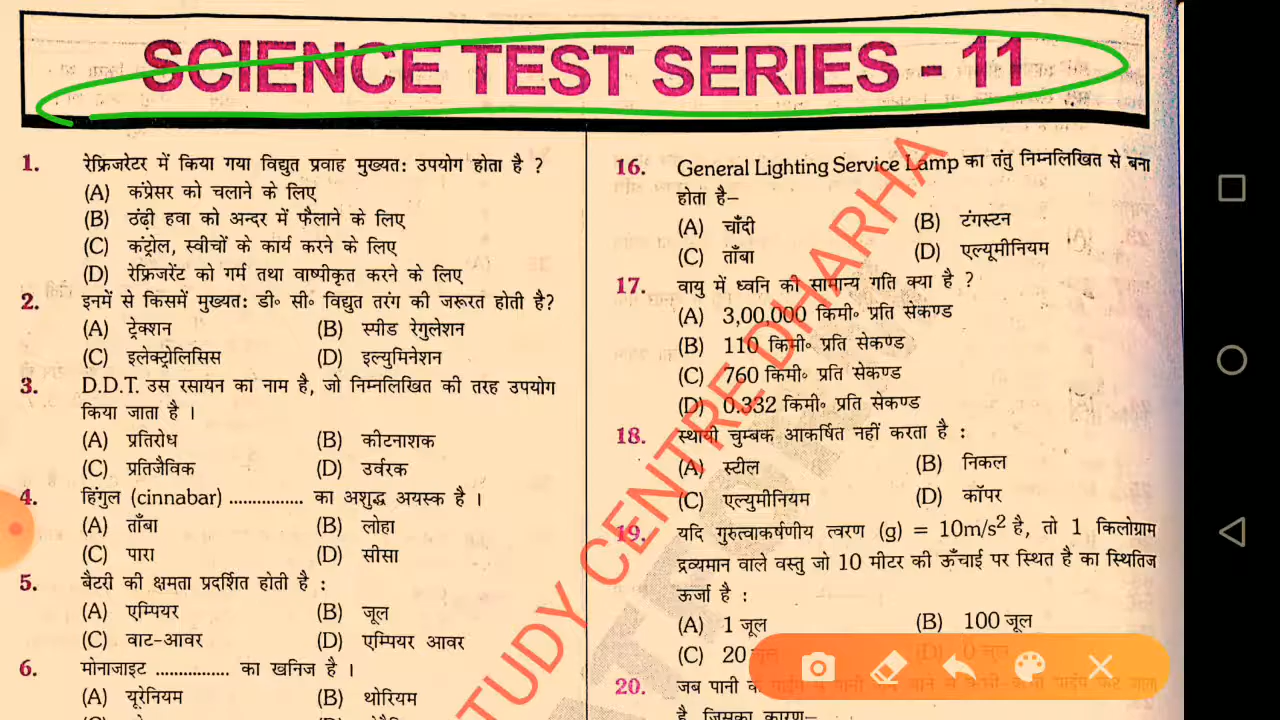 SCIENCE TEST SERIES - 11
1. रेफ्रिजरेटर में किया गया विद्युत प्रवाह मुख्यत: उपयोग होता है ?
(A) कंप्रेसर को चलाने के लिए
(B) ठंढ़ी हवा को अन्दर में फैलाने के लिए
(C) कंट्रोल, स्वीचों के कार्य करने के लिए
(D) रेफ्रिजरेंट को गर्म तथा वाष्पीकृत करने के लिए
2. इनमें से किसमें मुख्यत: डी॰ सी॰ विद्युत तरंग की जरूरत होती है?
(A) ट्रेक्शन (B) स्पीड रेगुलेशन
(C) इलेक्ट्रोलिसिस (D) इल्युमिनेशन
3. D.D.T. उस रसायन का नाम है, जो निम्नलिखित की तरह उपयोग
किया जाता है ।
(A) प्रतिरोध (B) कीटनाशक
(C) प्रतिजैविक (D) उर्वरक
4. हिंगुल (cinnabar) ................ का अशुद्ध अयस्क है ।
(A) ताँबा (B) लोहा
(C) पारा (D) सीसा
5. बैटरी की क्षमता प्रदर्शित होती है :
(A) एम्पियर (B) जूल
(C) वाट-आवर (D) एम्पियर आवर
6. मोनाजाइट ................ का खनिज है ।
(A) यूरेनियम (B) थोरियम
16. General Lighting Service Lamp का तंतु निम्नलिखित से बना
होता है–
(A) चाँदी (B) टंगस्टन
(C) ताँबा (D) एल्यूमीनियम
17. वायु में ध्वनि की सामान्य गति क्या है ?
(A) 3,00,000 किमी॰ प्रति सेकण्ड
(B) 110 किमी॰ प्रति सेकण्ड
(C) 760 किमी॰ प्रति सेकण्ड
(D) 0.332 किमी॰ प्रति सेकण्ड
18. स्थायी चुम्बक आकर्षित नहीं करता है :
(A) स्टील (B) निकल
(C) एल्युमीनियम (D) कॉपर
19. यदि गुरुत्वाकर्षणीय त्वरण (g) = 10m/s² है, तो 1 किलोग्राम
द्रव्यमान वाले वस्तु जो 10 मीटर की ऊँचाई पर स्थित है का स्थितिज
ऊर्जा है :
(A) 1 जूल (B) 100 जूल
(C) 20 जूल (D) 0 जूल
20. जब पानी
है, जिसका कारण–
STUDY CENTRE DHARHA